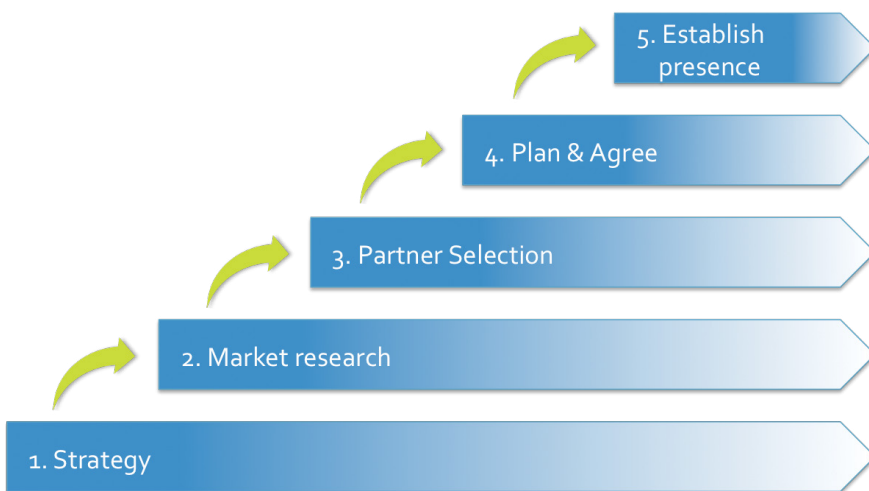 5. Establish
presence
4. Plan & Agree
3. Partner Selection
2. Market research
1. Strategy